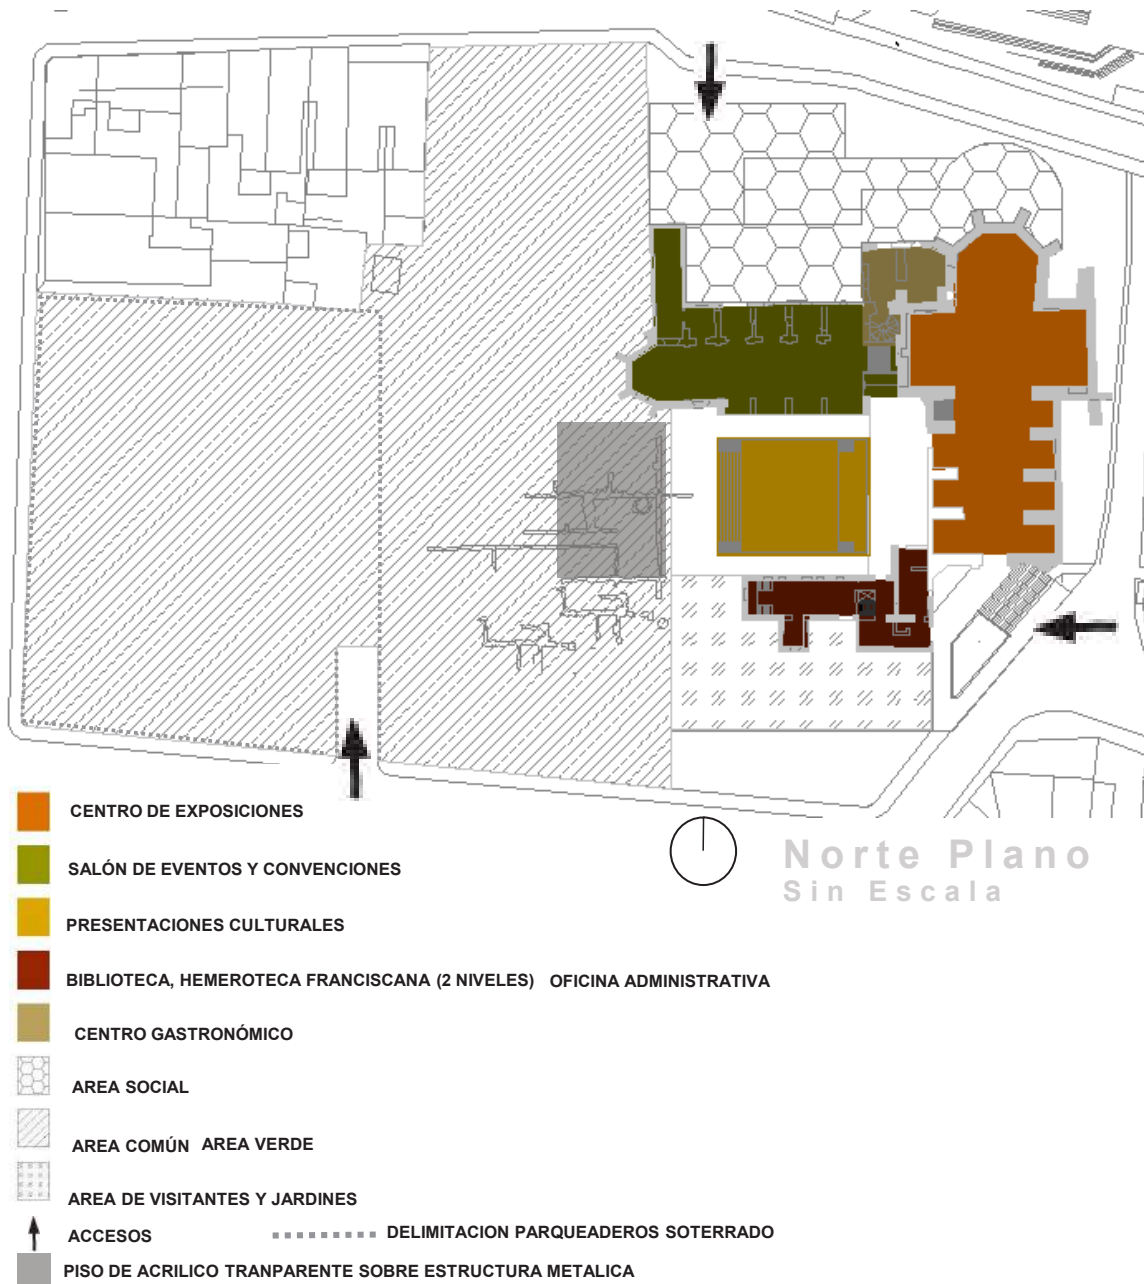 Norte Plano
Sin Escala
CENTRO DE EXPOSICIONES
SALÓN DE EVENTOS Y CONVENCIONES
PRESENTACIONES CULTURALES
BIBLIOTECA, HEMEROTECA FRANCISCANA (2 NIVELES) OFICINA ADMINISTRATIVA
CENTRO GASTRONÓMICO
AREA SOCIAL
AREA COMÚN AREA VERDE
AREA DE VISITANTES Y JARDINES
ACCESOS DELIMITACION PARQUEADEROS SOTERRADO
PISO DE ACRILICO TRANPARENTE SOBRE ESTRUCTURA METALICA